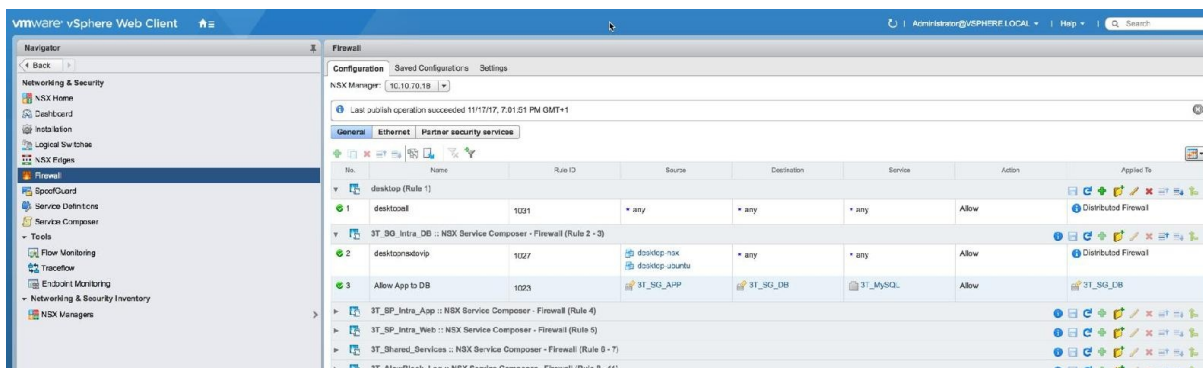 vmware® vSphere Web Client
Administrator@VSPHERE.LOCAL
Help
Search
Navigator
Back
Networking & Security
NSX Home
Dashboard
Installation
Logical Switches
NSX Edges
Firewall
SpoofGuard
Service Definitions
Service Composer
Tools
Flow Monitoring
Traceflow
Endpoint Monitoring
Networking & Security Inventory
NSX Managers
Firewall
Configuration Saved Configurations Settings
NSX Manager: 10.10.70.18
Last publish operation succeeded 11/17/17, 7:01:51 PM GMT+1
General Ethernet Partner security services
No. Name Rule ID Source Destination Service Action Applied To
desktop (Rule 1)
1 desktopall 1031 any any any Allow Distributed Firewall
3T_SG_Intra_DB :: NSX Service Composer - Firewall (Rule 2 - 3)
2 desktopnsxtovip 1027 desktop-nsx any any Allow Distributed Firewall
desktop-ubuntu
3 Allow App to DB 1023 3T_SG_APP 3T_SG_DB 3T_MySQL Allow 3T_SG_DB
3T_SP_Intra_App :: NSX Service Composer - Firewall (Rule 4)
3T_SP_Intra_Web :: NSX Service Composer - Firewall (Rule 5)
3T_Shared_Services :: NSX Service Composer - Firewall (Rule 6 - 7)